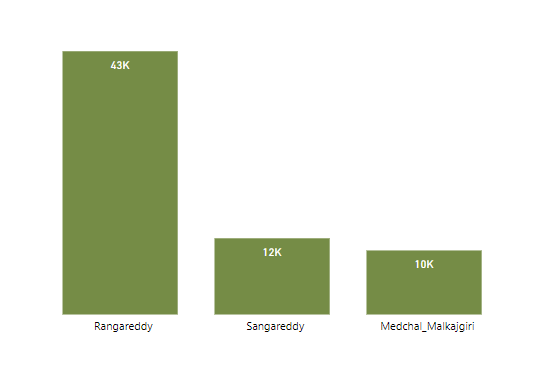 43K
12K
10K
Rangareddy
Sangareddy
Medchal_Malkajgiri